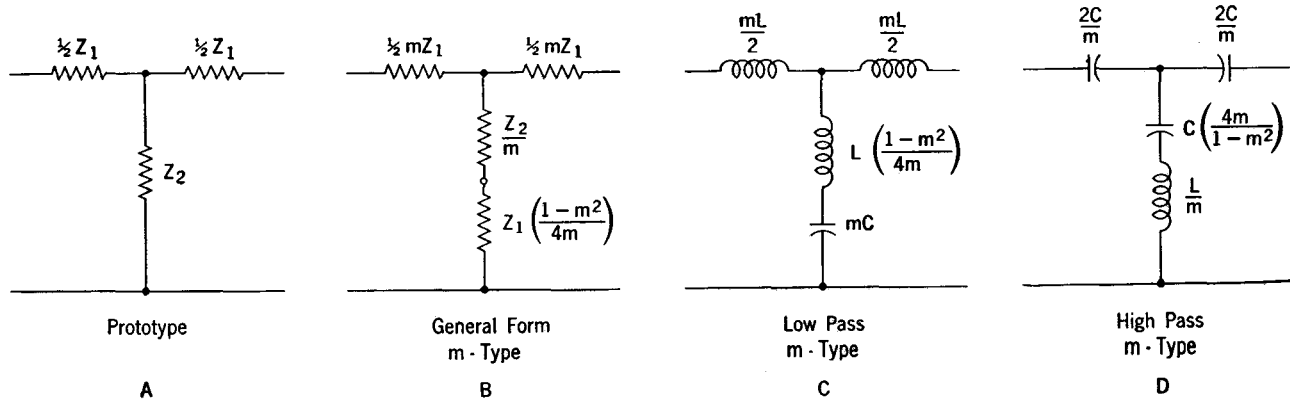 ½ Z₁
½ Z₁
Z₂
Prototype
A
½ mZ₁
½ mZ₁
Z₂/m
Z₁ ((1 − m²)/4m)
General Form
m - Type
B
mL/2
mL/2
L ((1 − m²)/4m)
mC
Low Pass
m - Type
C
2C/m
2C/m
C (4m/(1 − m²))
L/m
High Pass
m - Type
D